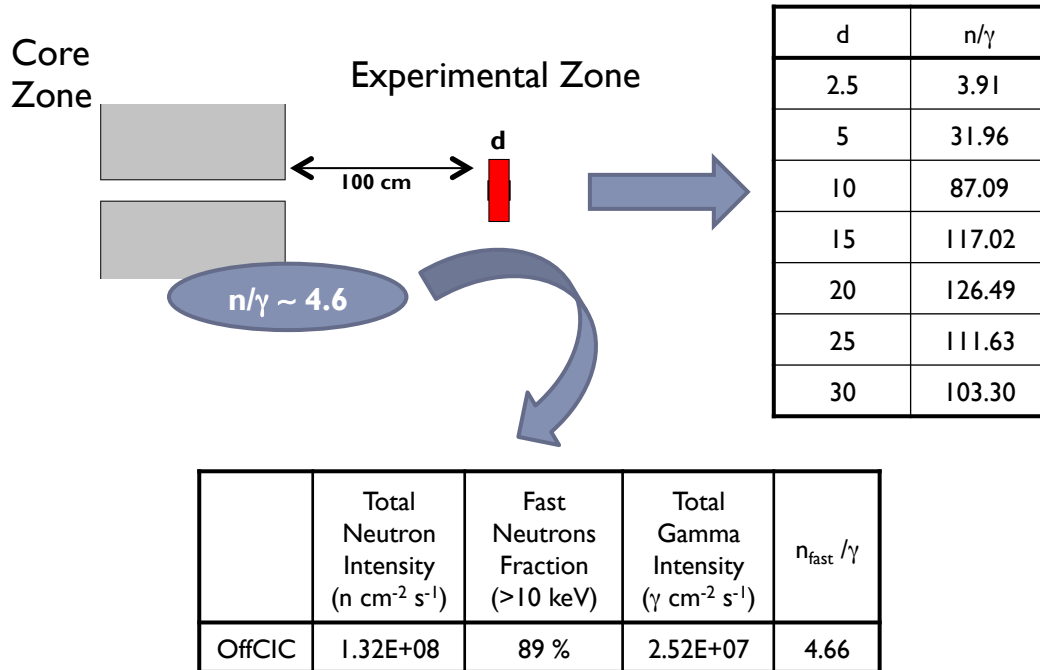 Core
Zone
Experimental Zone
d
100 cm
n/γ ~ 4.6
d n/γ
2.5 3.91
5 31.96
10 87.09
15 117.02
20 126.49
25 111.63
30 103.30
Total Neutron Intensity (n cm⁻² s⁻¹)
Fast Neutrons Fraction (>10 keV)
Total Gamma Intensity (γ cm⁻² s⁻¹)
n_fast /γ
OffCIC 1.32E+08 89 % 2.52E+07 4.66